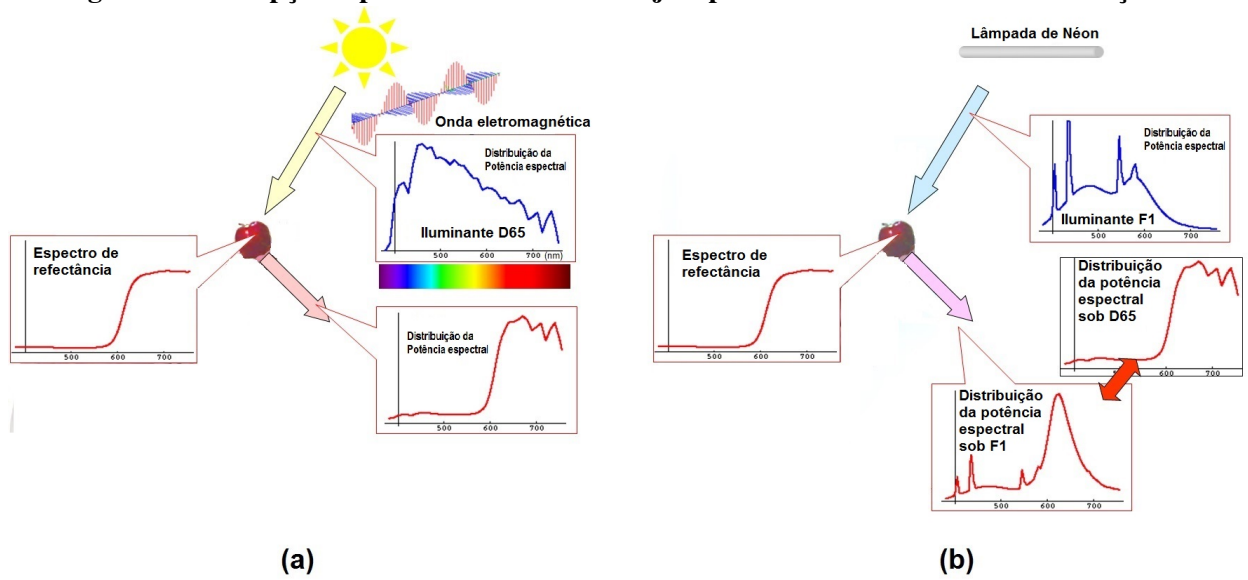 Lâmpada de Néon
Onda eletromagnética
Distribuição da
Potência espectral
Iluminante D65
500 600 700 (nm)
Espectro de
refectância
500 600 700
Distribuição da
Potência espectral
500 600 700
(a)
Distribuição da
Potência espectral
Iluminante F1
500 600 700
Espectro de
refectância
500 600 700
Distribuição
da potência
espectral
sob D65
600 700
Distribuição
da potência
espectral
sob F1
500 600 700
(b)